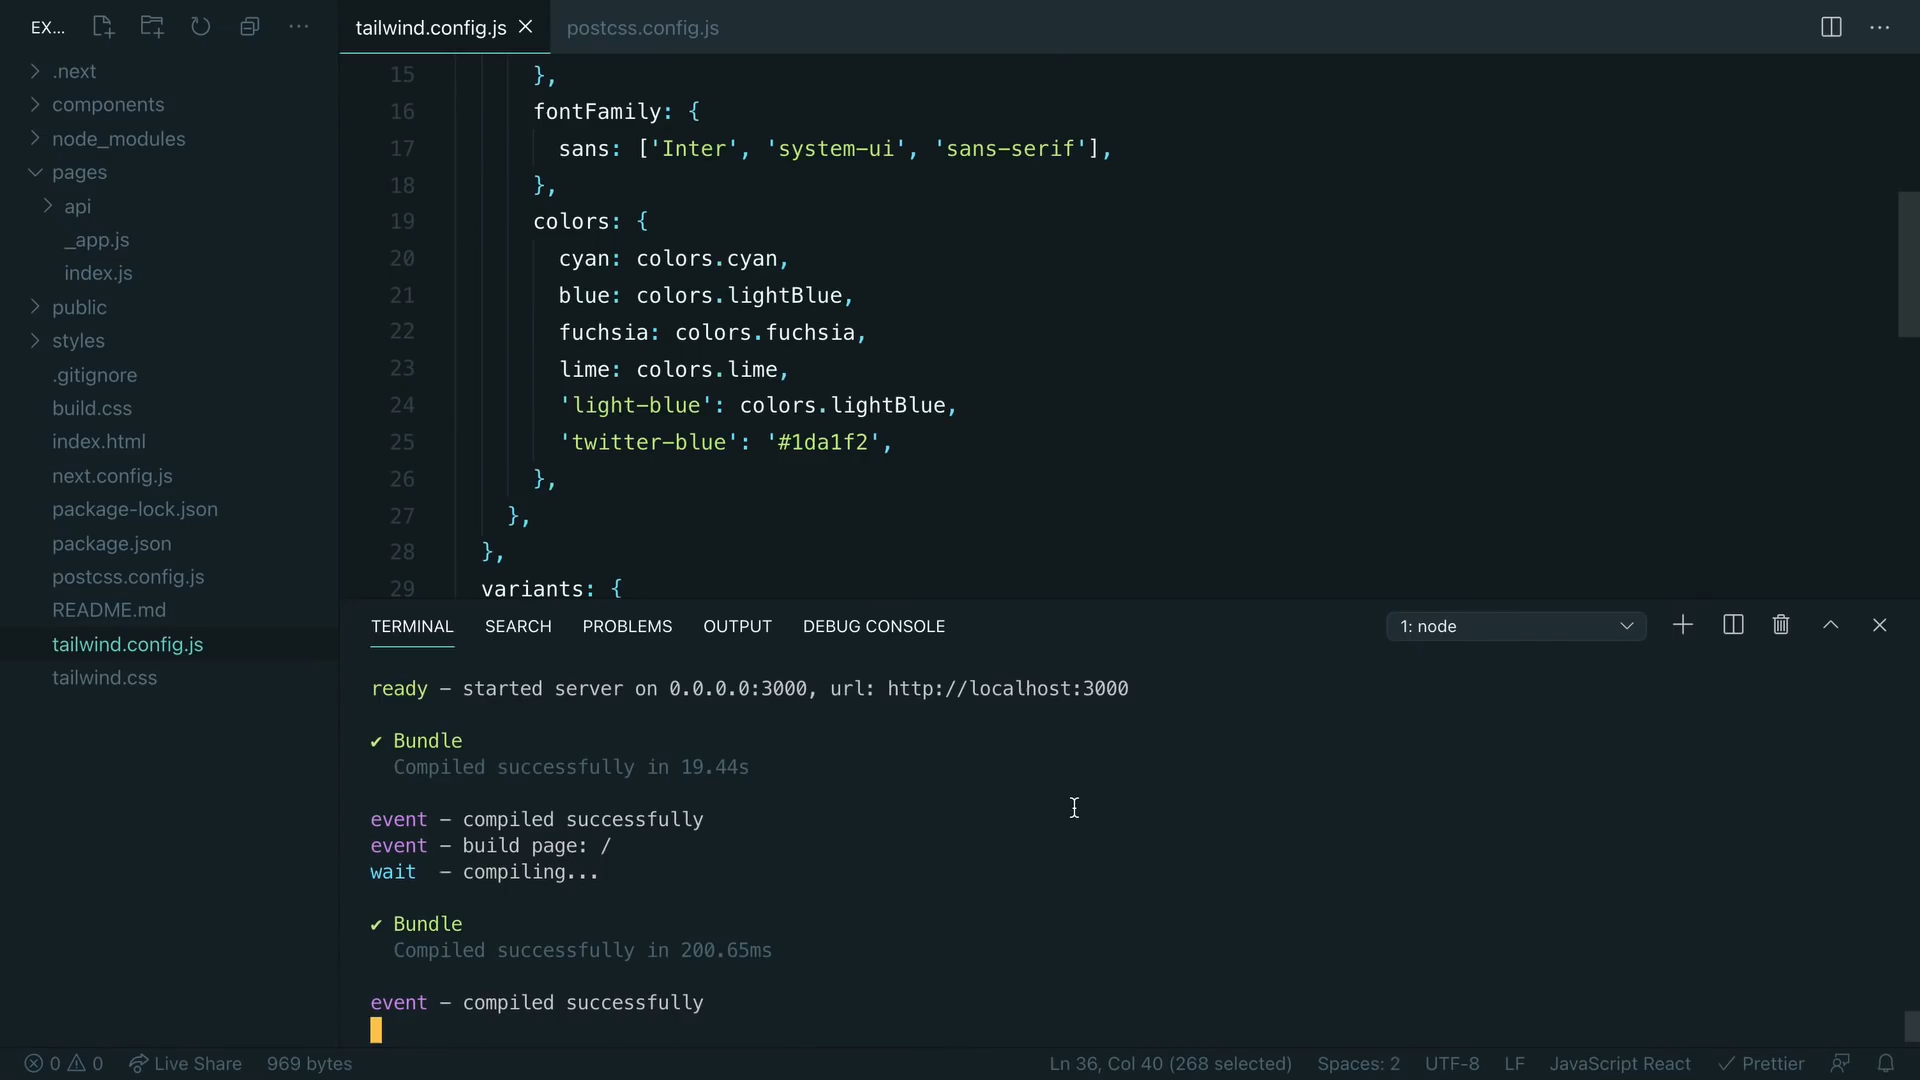 EX...
tailwind.config.js
postcss.config.js
.next
components
node_modules
pages
api
_app.js
index.js
public
styles
.gitignore
build.css
index.html
next.config.js
package-lock.json
package.json
postcss.config.js
README.md
tailwind.config.js
tailwind.css
15 },
16 fontFamily: {
17 sans: ['Inter', 'system-ui', 'sans-serif'],
18 },
19 colors: {
20 cyan: colors.cyan,
21 blue: colors.lightBlue,
22 fuchsia: colors.fuchsia,
23 lime: colors.lime,
24 'light-blue': colors.lightBlue,
25 'twitter-blue': '#1da1f2',
26 },
27 },
28 },
29 variants: {
TERMINAL SEARCH PROBLEMS OUTPUT DEBUG CONSOLE 1: node
ready – started server on 0.0.0.0:3000, url: http://localhost:3000
✔ Bundle
Compiled successfully in 19.44s
event – compiled successfully
event – build page: /
wait – compiling...
✔ Bundle
Compiled successfully in 200.65ms
event – compiled successfully
0 0 Live Share 969 bytes Ln 36, Col 40 (268 selected) Spaces: 2 UTF-8 LF JavaScript React Prettier